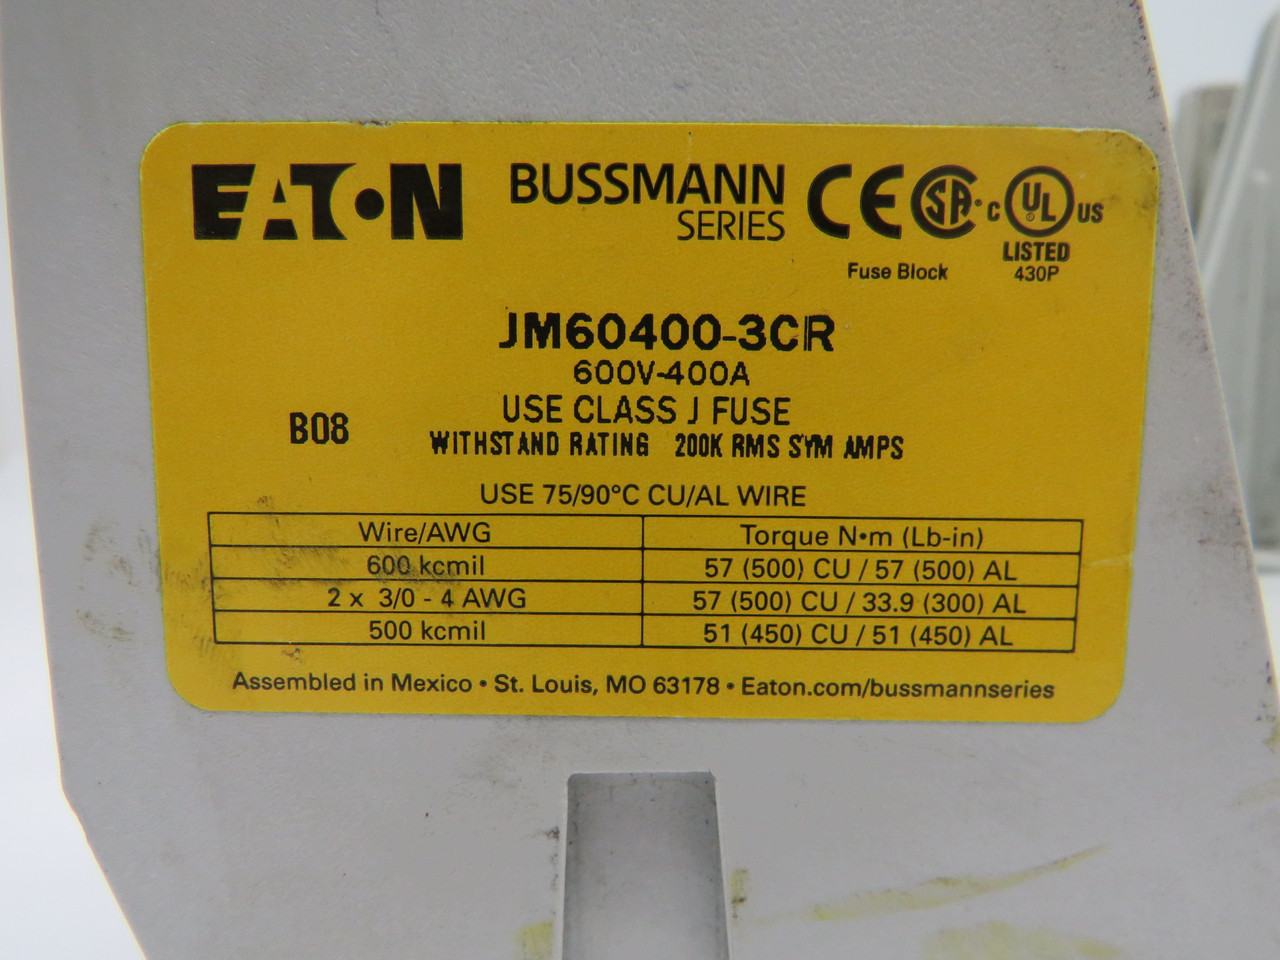 EATON BUSSMANN SERIES CE SA. c UL us
LISTED
Fuse Block 430P
JM60400-3CR
600V-400A
USE CLASS J FUSE
B08 WITHSTAND RATING 200K RMS SYM AMPS
USE 75/90°C CU/AL WIRE
Wire/AWG Torque N•m (Lb-in)
600 kcmil 57 (500) CU / 57 (500) AL
2 x 3/0 - 4 AWG 57 (500) CU / 33.9 (300) AL
500 kcmil 51 (450) CU / 51 (450) AL
Assembled in Mexico • St. Louis, MO 63178 • Eaton.com/bussmannseries